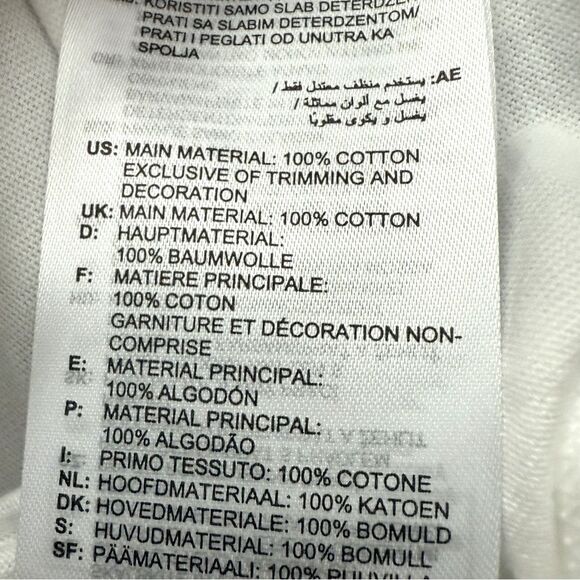 KORISTITI SAMO SLAB DETERDŽENT/
PRATI SA SLABIM DETERDZENTOM/
PRATI I PEGLATI OD UNUTRA KA
SPOLJA
AE: يستخدم منظف معتدل فقط /
يغسل مع ألوان مماثلة /
يغسل و يكوى مقلوبًا
US: MAIN MATERIAL: 100% COTTON
EXCLUSIVE OF TRIMMING AND
DECORATION
UK: MAIN MATERIAL: 100% COTTON
D: HAUPTMATERIAL:
100% BAUMWOLLE
F: MATIERE PRINCIPALE:
100% COTON
GARNITURE ET DÉCORATION NON-
COMPRISE
E: MATERIAL PRINCIPAL:
100% ALGODÓN
P: MATERIAL PRINCIPAL:
100% ALGODÃO
I: PRIMO TESSUTO: 100% COTONE
NL: HOOFDMATERIAAL: 100% KATOEN
DK: HOVEDMATERIALE: 100% BOMULD
S: HUVUDMATERIAL: 100% BOMULL
SF: PÄÄMATERIAALI: 100% PUUVILLA